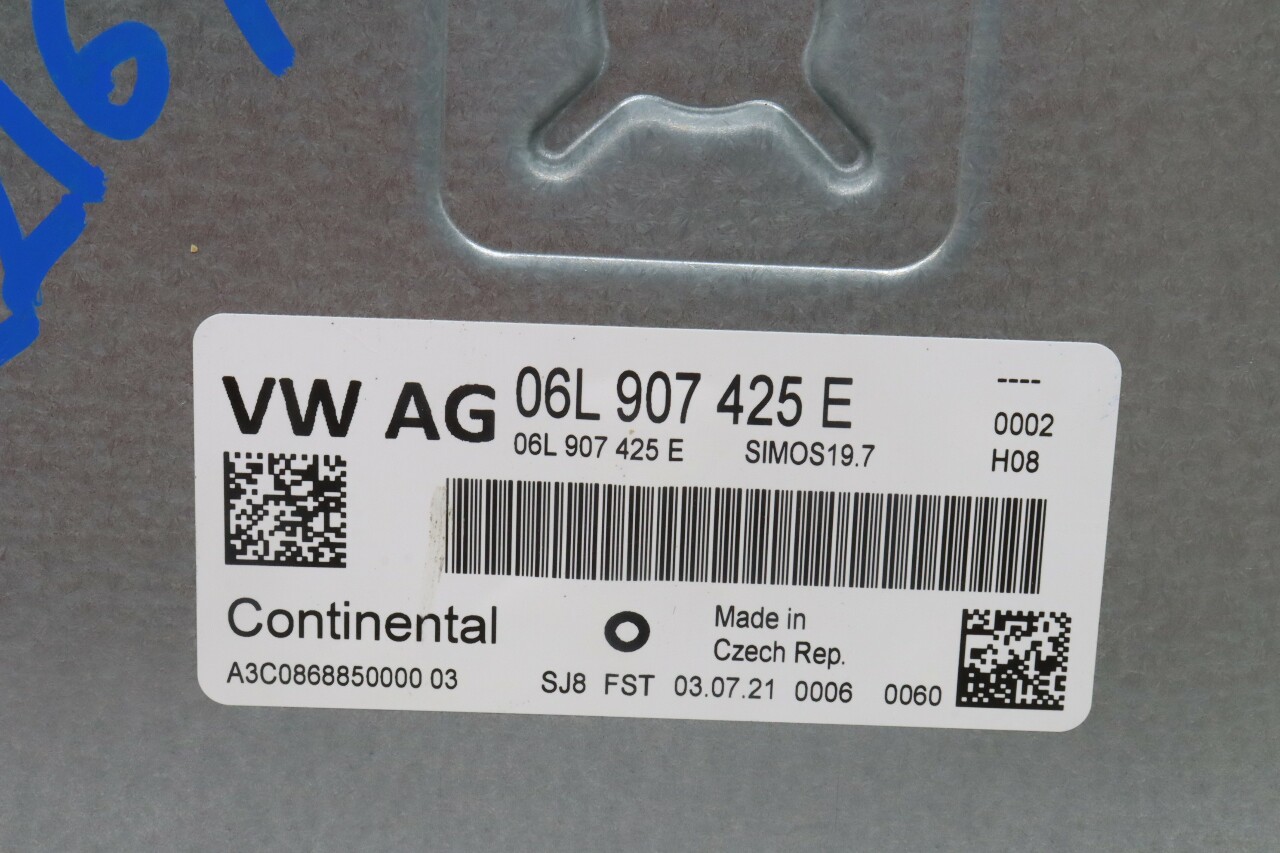 VW AG 06L 907 425 E ----
06L 907 425 E SIMOS19.7 0002
H08
Continental
Made in
Czech Rep.
A3C0868850000 03 SJ8 FST 03.07.21 0006 0060